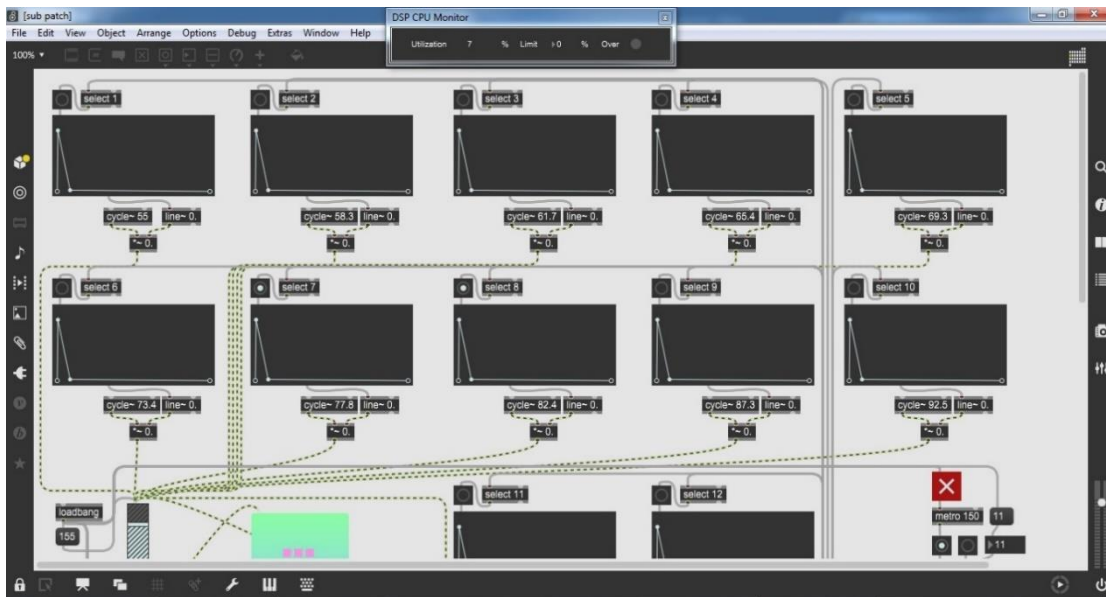 [sub patch]
DSP CPU Monitor
File Edit View Object Arrange Options Debug Extras Window Help
Utilization 7 % Limit 0 % Over
100%
select 1 select 2 select 3 select 4 select 5
cycle~ 55 line~ 0. cycle~ 58.3 line~ 0. cycle~ 61.7 line~ 0. cycle~ 65.4 line~ 0. cycle~ 69.3 line~ 0.
*~ 0. *~ 0. *~ 0. *~ 0. *~ 0.
select 6 select 7 select 8 select 9 select 10
cycle~ 73.4 line~ 0. cycle~ 77.8 line~ 0. cycle~ 82.4 line~ 0. cycle~ 87.3 line~ 0. cycle~ 92.5 line~ 0.
*~ 0. *~ 0. *~ 0. *~ 0. *~ 0.
select 11 select 12
loadbang metro 150 11
155 11